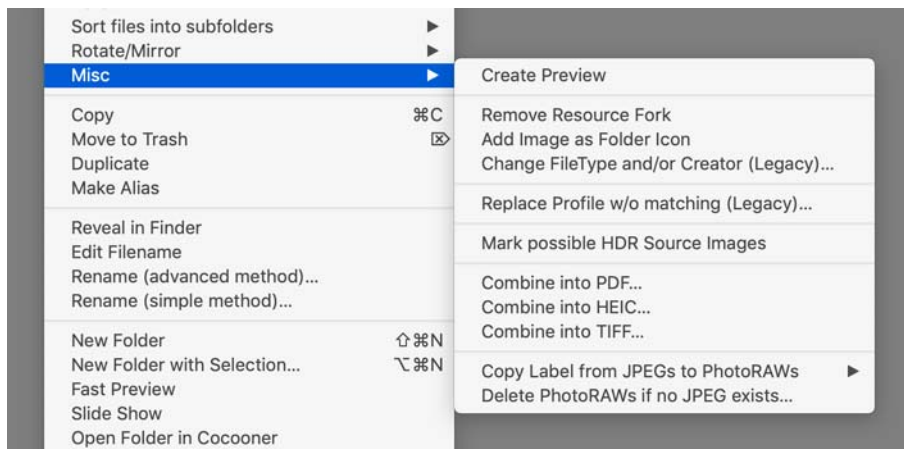 Sort files into subfolders ▶
Rotate/Mirror ▶
Misc ▶
Copy ⌘C
Move to Trash ⌦
Duplicate
Make Alias
Reveal in Finder
Edit Filename
Rename (advanced method)...
Rename (simple method)...
New Folder ⇧⌘N
New Folder with Selection... ⌥⌘N
Fast Preview
Slide Show
Open Folder in Cocooner
Create Preview
Remove Resource Fork
Add Image as Folder Icon
Change FileType and/or Creator (Legacy)...
Replace Profile w/o matching (Legacy)...
Mark possible HDR Source Images
Combine into PDF...
Combine into HEIC...
Combine into TIFF...
Copy Label from JPEGs to PhotoRAWs ▶
Delete PhotoRAWs if no JPEG exists...